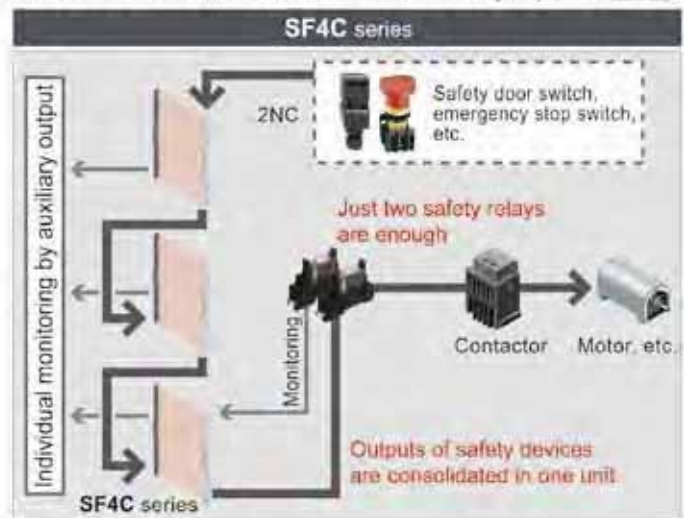 SF4C series
Individual monitoring by auxiliary output
2NC
Safety door switch,
emergency stop switch,
etc.
Just two safety relays
are enough
Monitoring
Contactor
Motor, etc.
Outputs of safety devices
are consolidated in one unit
SF4C series